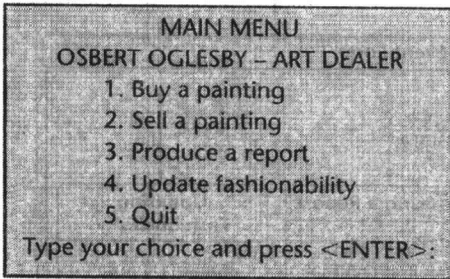 MAIN MENU
OSBERT OGLESBY – ART DEALER
1. Buy a painting
2. Sell a painting
3. Produce a report
4. Update fashionability
5. Quit
Type your choice and press <ENTER>: